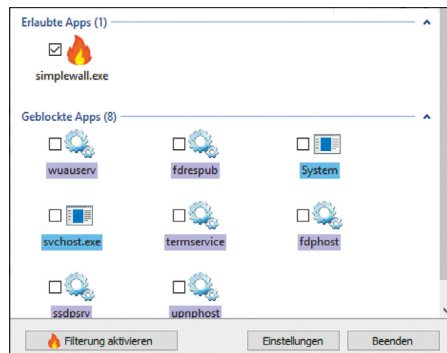 Erlaubte Apps (1)
simplewall.exe
Geblockte Apps (8)
wuauserv fdrespub System
svchost.exe termservice fdphost
ssdpsrv upnphost
Filterung aktivieren Einstellungen Beenden